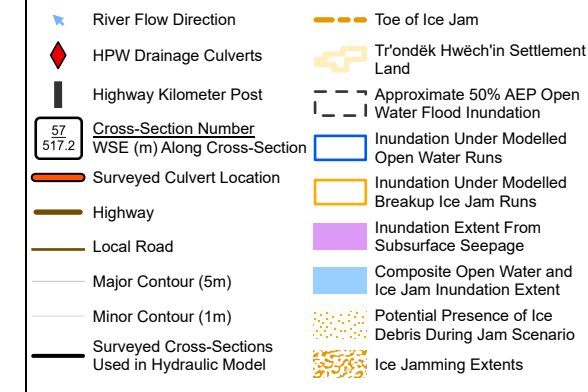 River Flow Direction
HPW Drainage Culverts
Highway Kilometer Post
57
517.2
Cross-Section Number
WSE (m) Along Cross-Section
Surveyed Culvert Location
Highway
Local Road
Major Contour (5m)
Minor Contour (1m)
Surveyed Cross-Sections
Used in Hydraulic Model
Toe of Ice Jam
Tr'ondëk Hwëch'in Settlement
Land
Approximate 50% AEP Open
Water Flood Inundation
Inundation Under Modelled
Open Water Runs
Inundation Under Modelled
Breakup Ice Jam Runs
Inundation Extent From
Subsurface Seepage
Composite Open Water and
Ice Jam Inundation Extent
Potential Presence of Ice
Debris During Jam Scenario
Ice Jamming Extents